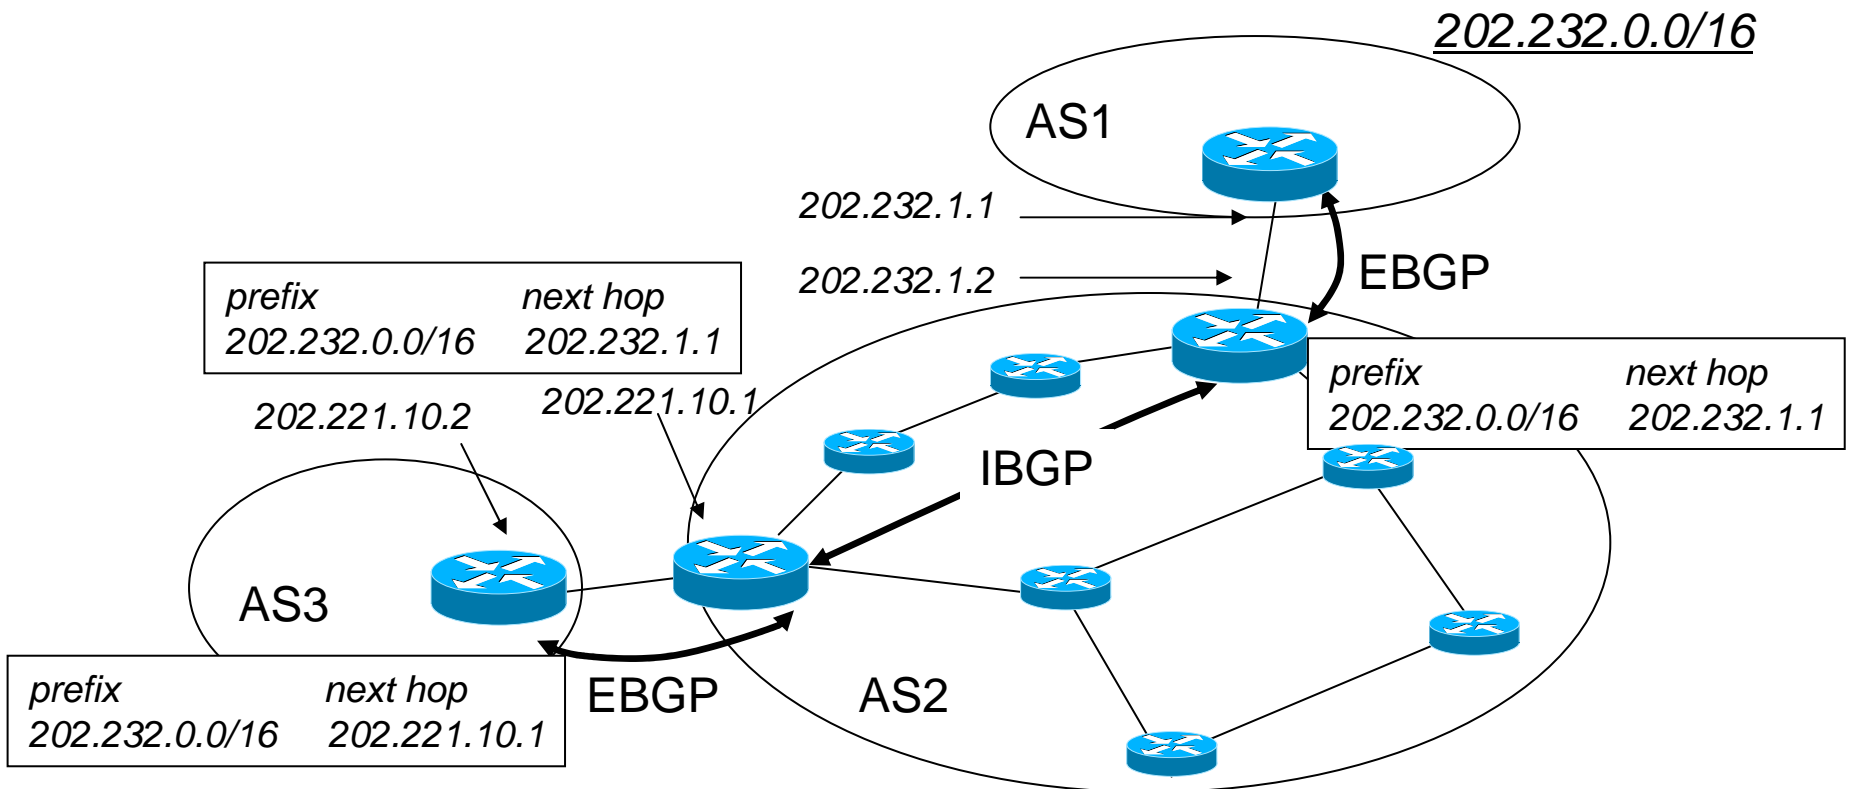 202.232.0.0/16
AS1
202.232.1.1
202.232.1.2
EBGP
prefix next hop
202.232.0.0/16 202.232.1.1
202.221.10.2
202.221.10.1
prefix next hop
202.232.0.0/16 202.232.1.1
IBGP
AS3
prefix next hop
202.232.0.0/16 202.221.10.1
EBGP
AS2